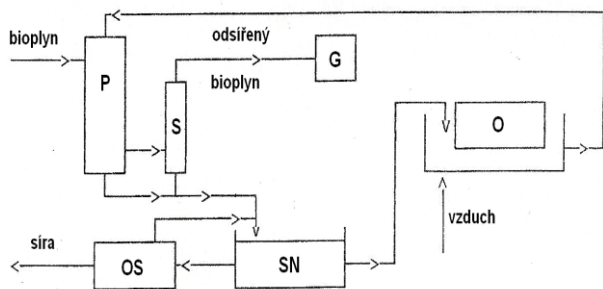 bioplyn
P
S
odsířený
bioplyn
G
O
vzduch
síra
OS
SN